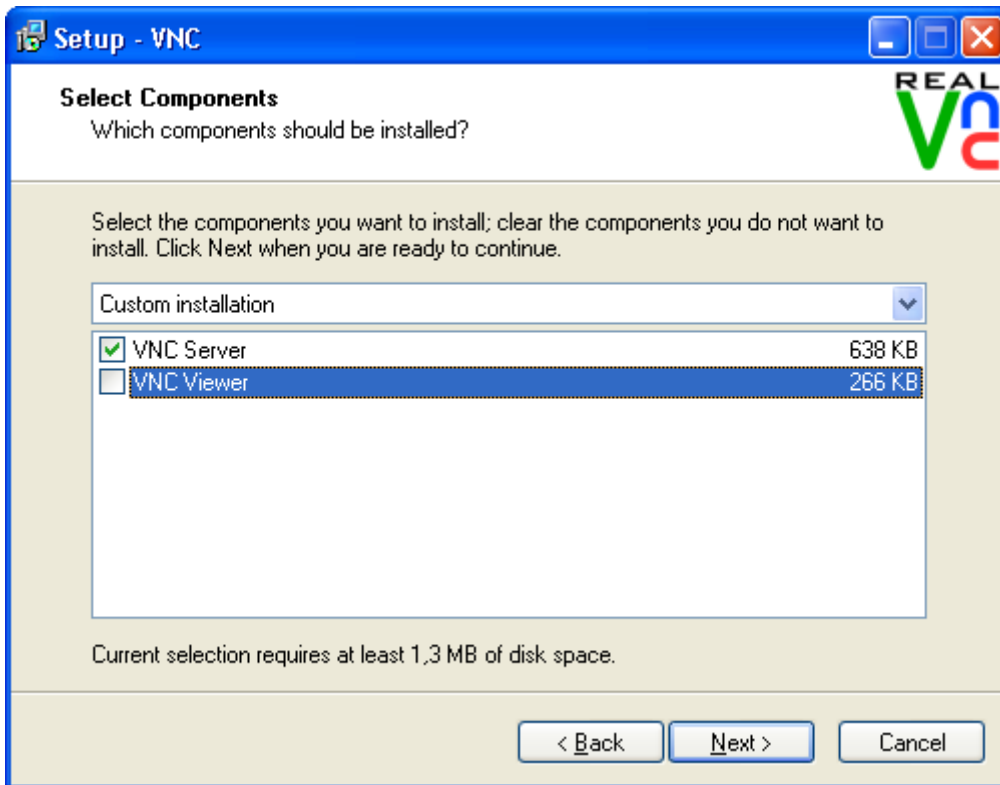 Setup - VNC
Select Components
Which components should be installed?
REAL
Vnc
Select the components you want to install; clear the components you do not want to
install. Click Next when you are ready to continue.
Custom installation
VNC Server 638 KB
VNC Viewer 266 KB
Current selection requires at least 1,3 MB of disk space.
< Back Next > Cancel